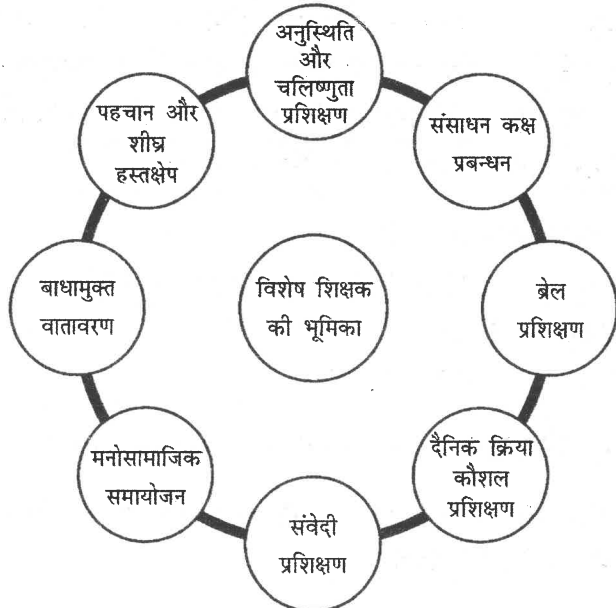 अनुस्थिति
और
चलिष्णुता
प्रशिक्षण
संसाधन कक्ष
प्रबन्धन
ब्रेल
प्रशिक्षण
दैनिक क्रिया
कौशल
प्रशिक्षण
संवेदी
प्रशिक्षण
मनोसामाजिक
समायोजन
बाधामुक्त
वातावरण
पहचान और
शीघ्र
हस्तक्षेप
विशेष शिक्षक
की भूमिका